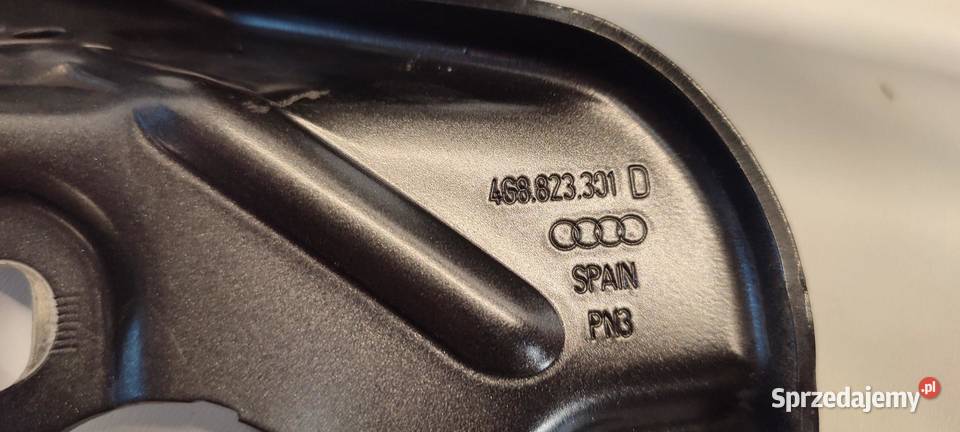 4G8.823.301 D
SPAIN
PN3
Sprzedajemy.pl